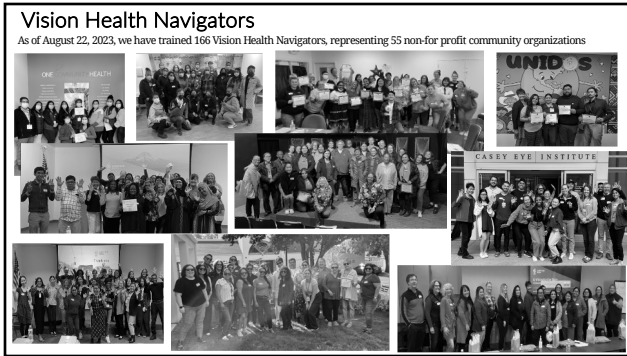 Vision Health Navigators
As of August 22, 2023, we have trained 166 Vision Health Navigators, representing 55 non-for profit community organizations
ONE
HEALTH
UNIDOS
CASEY EYE INSTITUTE